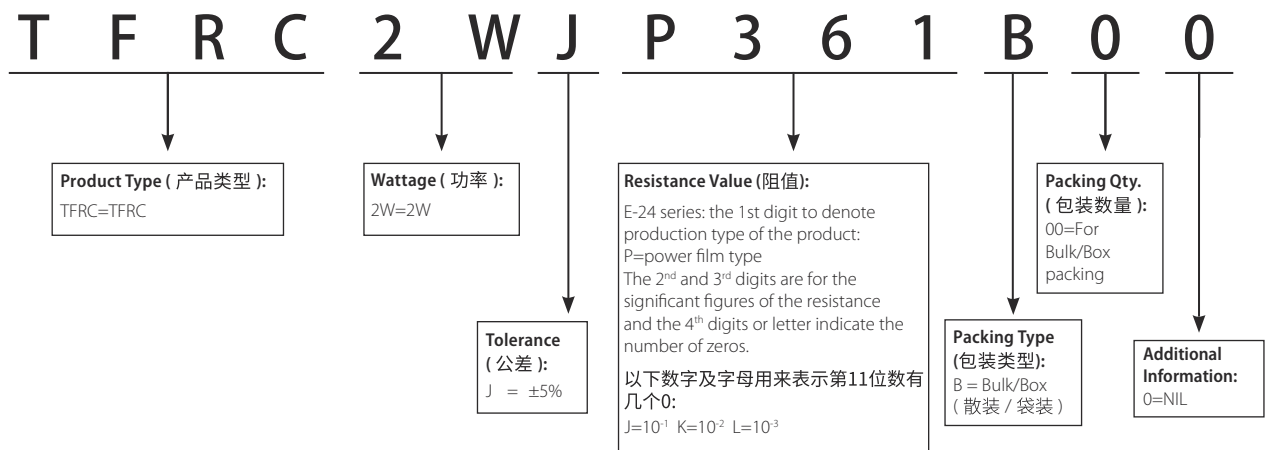 T F R C 2 W J P 3 6 1 B 0 0
Product Type ( 产品类型 ):
TFRC=TFRC
Wattage ( 功率 ):
2W=2W
Tolerance
( 公差 ):
J = ±5%
Resistance Value (阻值):
E-24 series: the 1st digit to denote
production type of the product:
P=power film type
The 2nd and 3rd digits are for the
significant figures of the resistance
and the 4th digits or letter indicate the
number of zeros.
以下数字及字母用来表示第11位数有
几个0:
J=10⁻¹ K=10⁻² L=10⁻³
Packing Type
(包装类型):
B = Bulk/Box
( 散装 / 袋装 )
Packing Qty.
( 包装数量 ):
00=For
Bulk/Box
packing
Additional
Information:
0=NIL